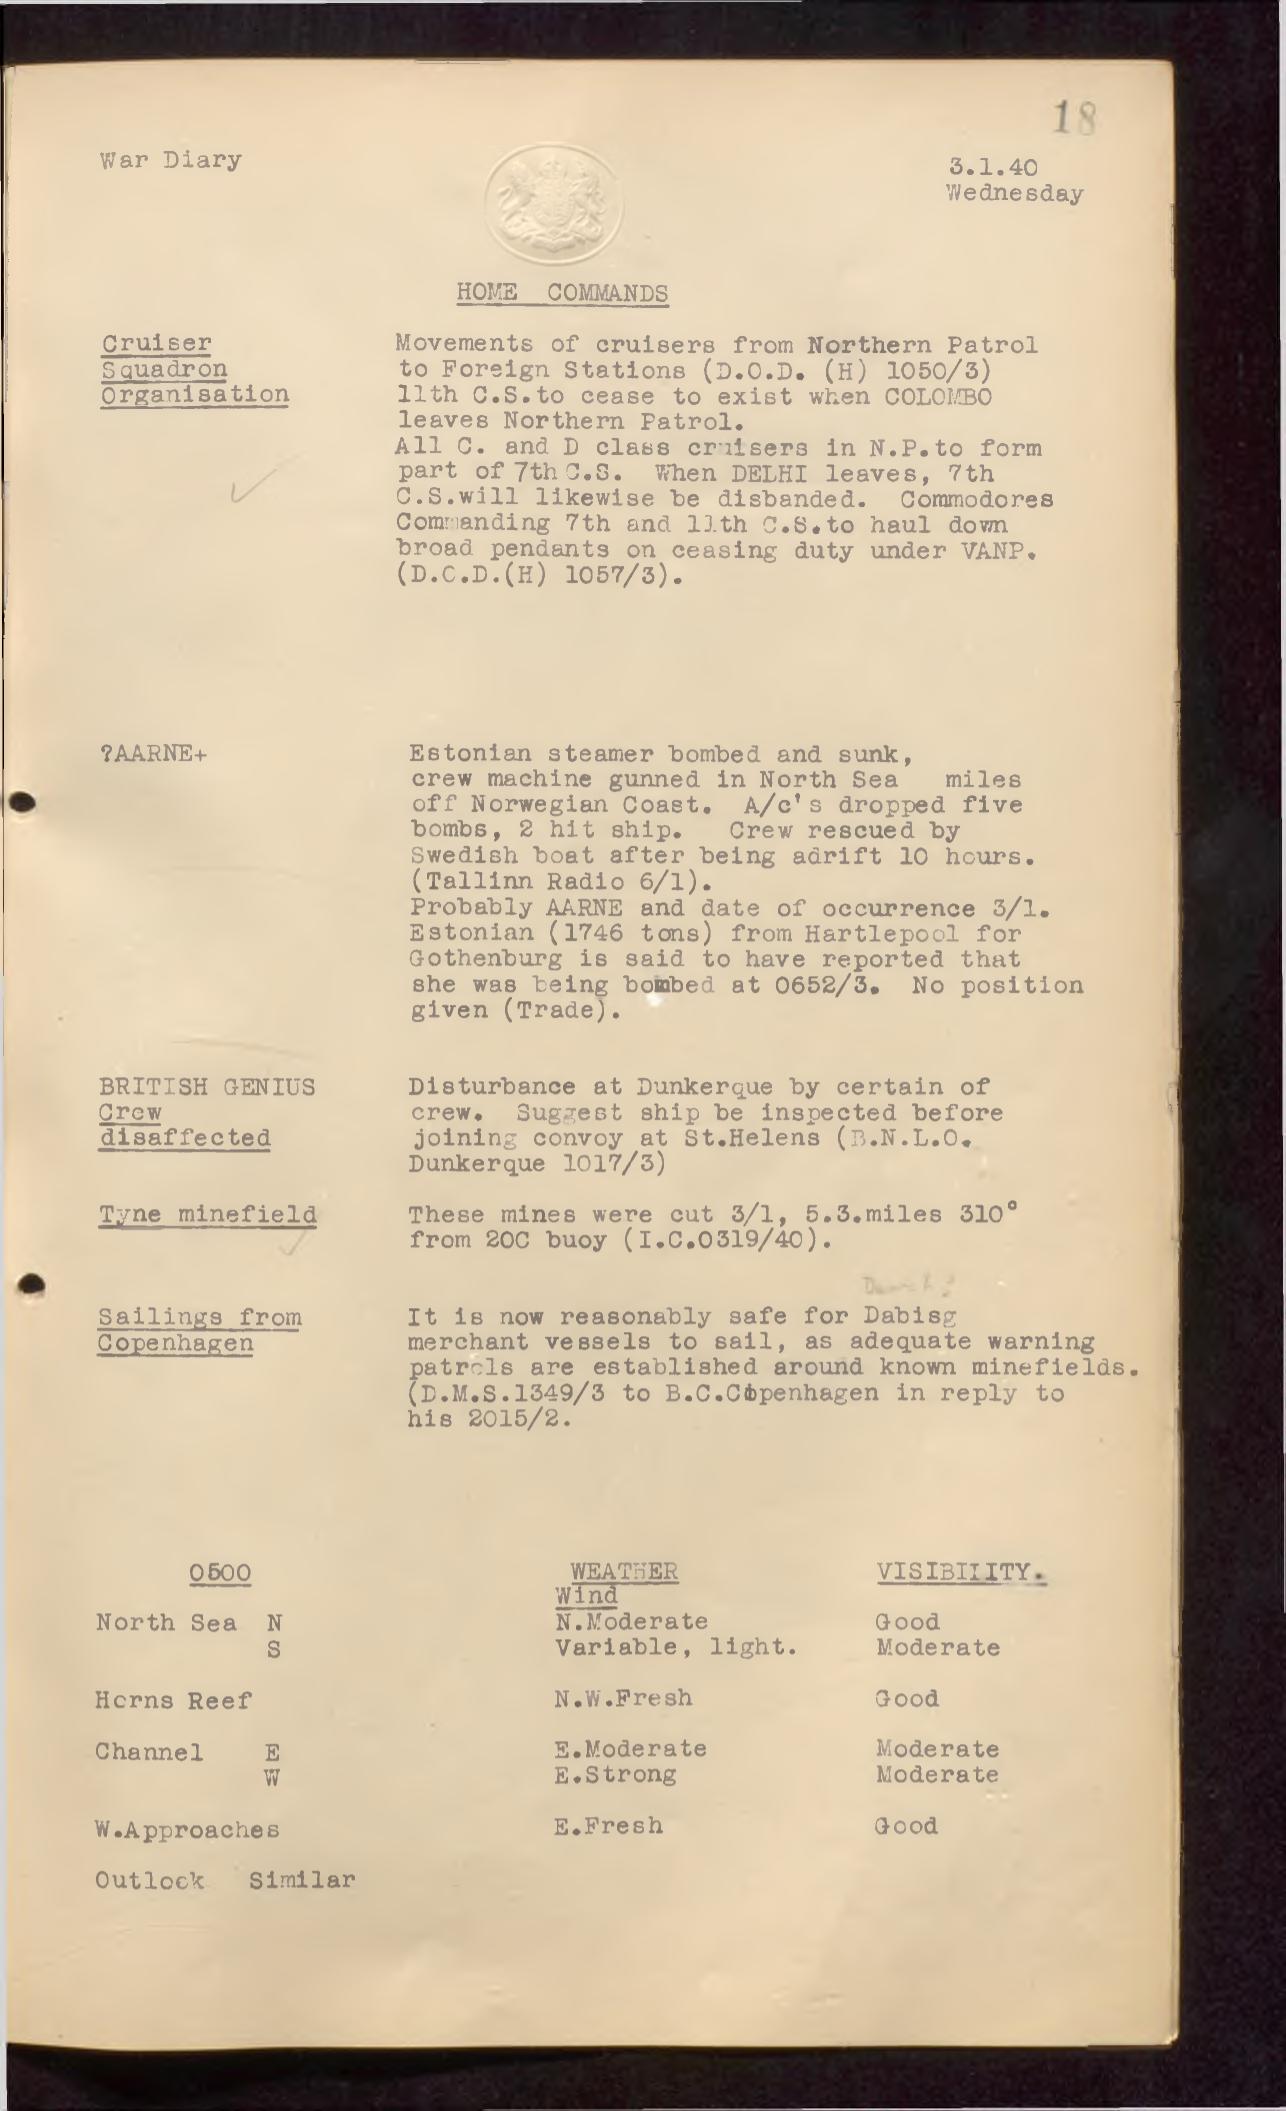 18
War Diary
3.1.40
Wednesday
HOME COMMANDS
Cruiser
Squadron
Organisation
Movements of cruisers from Northern Patrol
to Foreign Stations (D.O.D. (H) 1050/3)
11th C.S.to cease to exist when COLOMBO
leaves Northern Patrol.
All C. and D class cruisers in N.P.to form
part of 7th C.S. When DELHI leaves, 7th
C.S.will likewise be disbanded. Commodores
Commanding 7th and 11th C.S.to haul down
broad pendants on ceasing duty under VANP.
(D.C.D.(H) 1057/3).
?AARNE+
Estonian steamer bombed and sunk,
crew machine gunned in North Sea miles
off Norwegian Coast. A/c's dropped five
bombs, 2 hit ship. Crew rescued by
Swedish boat after being adrift 10 hours.
(Tallinn Radio 6/1).
Probably AARNE and date of occurrence 3/1.
Estonian (1746 tons) from Hartlepool for
Gothenburg is said to have reported that
she was being bombed at 0652/3. No position
given (Trade).
BRITISH GENIUS
Crew
disaffected
Disturbance at Dunkerque by certain of
crew. Suggest ship be inspected before
joining convoy at St.Helens (B.N.L.O.
Dunkerque 1017/3)
Tyne minefield
These mines were cut 3/1, 5.3.miles 310°
from 20C buoy (I.C.0319/40).
Sailings from
Copenhagen
It is now reasonably safe for Dabisg
merchant vessels to sail, as adequate warning
patrols are established around known minefields.
(D.M.S.1349/3 to B.C.Copenhagen in reply to
his 2015/2.
0500 WEATHER VISIBILITY.
Wind
North Sea N N.Moderate Good
S Variable, light. Moderate
Horns Reef N.W.Fresh Good
Channel E E.Moderate Moderate
W E.Strong Moderate
W.Approaches E.Fresh Good
Outlook Similar